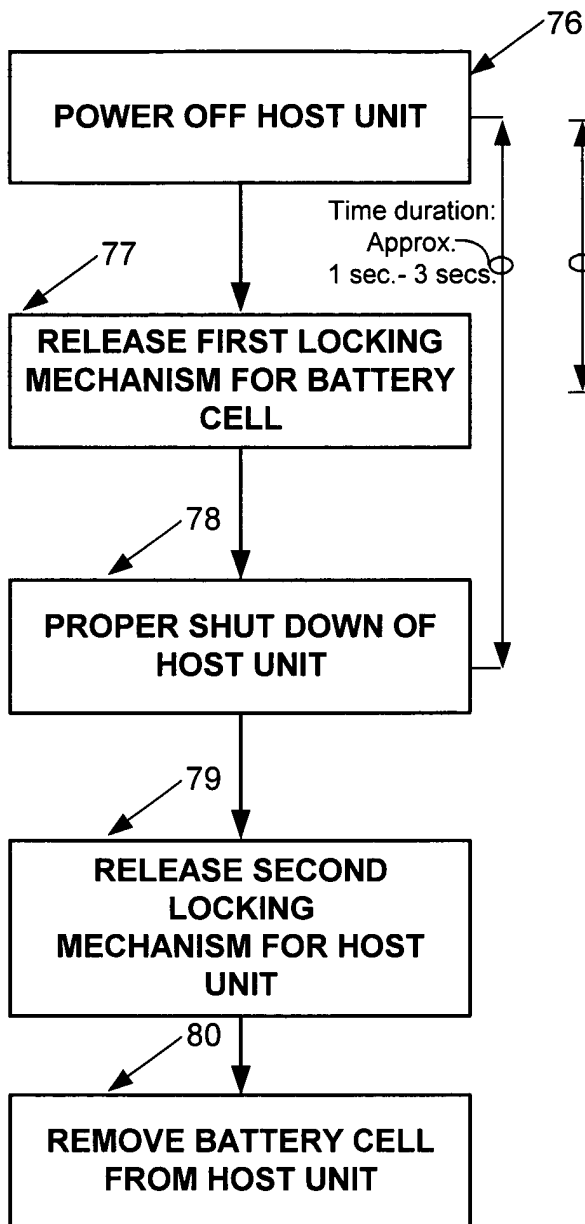 76
POWER OFF HOST UNIT
Time duration:
Approx.
1 sec.- 3 secs.
77
RELEASE FIRST LOCKING
MECHANISM FOR BATTERY
CELL
78
PROPER SHUT DOWN OF
HOST UNIT
79
RELEASE SECOND
LOCKING
MECHANISM FOR HOST
UNIT
80
REMOVE BATTERY CELL
FROM HOST UNIT